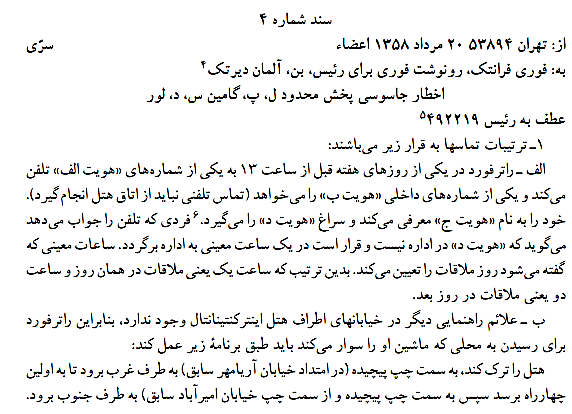 سند شماره ۴
از: تهران ۵۳۸۹۴ ۲۰ مرداد ۱۳۵۸ اعضاء سرّی
به: فوری فرانتک، رونوشت فوری برای رئیس، بن، آلمان دیرتک۴
اخطار جاسوسی پخش محدود ل، پ، گامین س، د، لور
عطف به رئیس ۴۹۲۲۱۹۵
۱ـ ترتیبات تماسها به قرار زیر می‌باشند:
الف ـ راترفورد در یکی از روزهای هفته قبل از ساعت ۱۳ به یکی از شماره‌های «هویت الف» تلفن
می‌کند و یکی از شماره‌های داخلی «هویت ب» را می‌خواهد (تماس تلفنی نباید از اتاق هتل انجام گیرد).
خود را به نام «هویت ج» معرفی می‌کند و سراغ «هویت د» را می‌گیرد.۶ فردی که تلفن را جواب می‌دهد
می‌گوید که «هویت د» در اداره نیست و قرار است در یک ساعت معینی به اداره برگردد. ساعات معینی که
گفته می‌شود روز ملاقات را تعیین می‌کند. بدین ترتیب که ساعت یک یعنی ملاقات در همان روز و ساعت
دو یعنی ملاقات در روز بعد.
ب ـ علائم راهنمایی دیگر در خیابانهای اطراف هتل اینترکنتینانتال وجود ندارد، بنابراین راترفورد
برای رسیدن به محلی که ماشین او را سوار می‌کند باید طبق برنامهٔ زیر عمل کند:
هتل را ترک کند، به سمت چپ پیچیده (در امتداد خیابان آریامهر سابق) به طرف غرب برود تا به اولین
چهارراه برسد سپس به سمت چپ پیچیده و از سمت چپ خیابان امیرآباد سابق) به طرف جنوب برود.